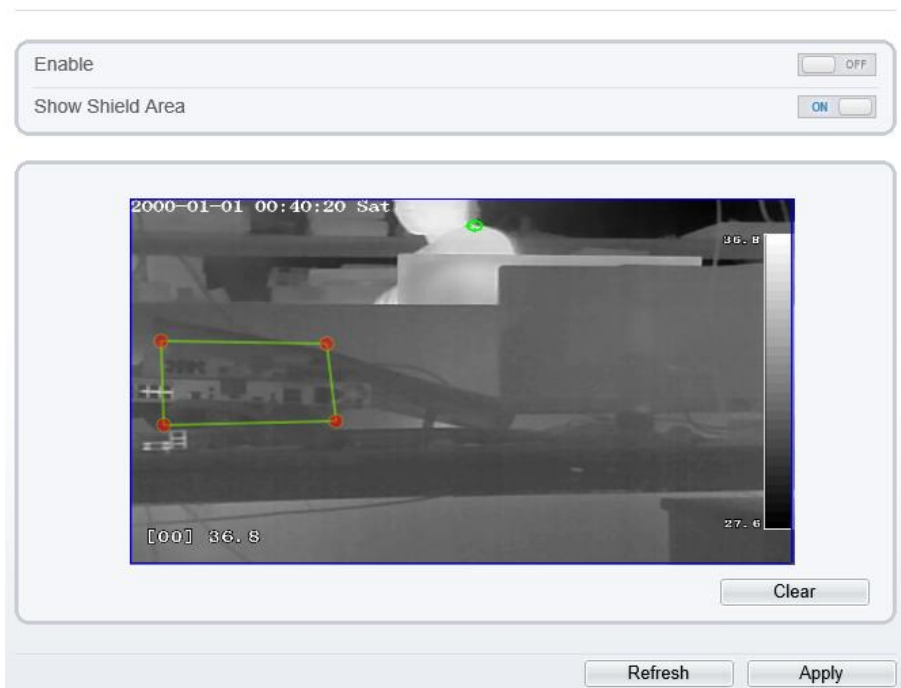 Enable
OFF
Show Shield Area
ON
2000-01-01 00:40:20 Sat
36.8
27.6
[00] 36.8
Clear
Refresh
Apply